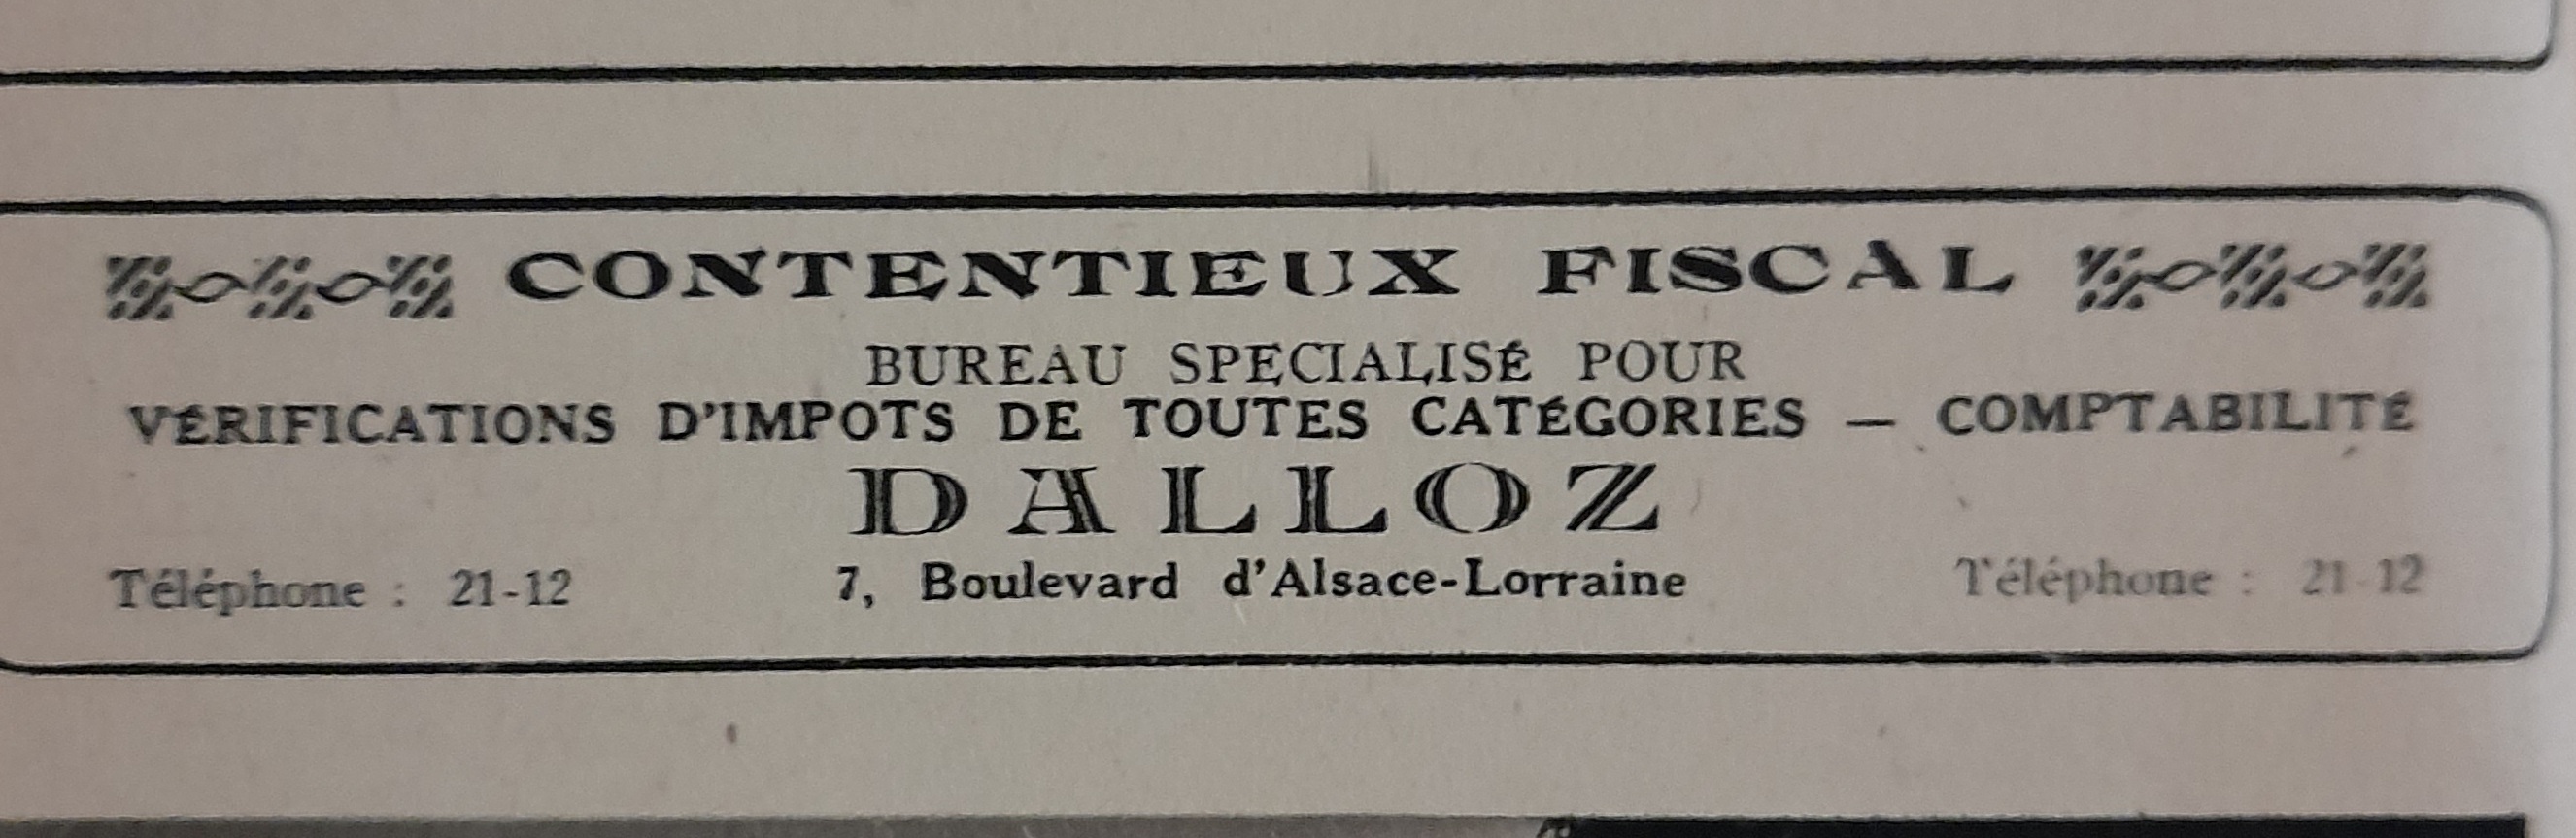 CONTENTIEUX FISCAL
BUREAU SPECIALISÉ POUR
VÉRIFICATIONS D'IMPOTS DE TOUTES CATÉGORIES — COMPTABILITÉ
DALLOZ
Téléphone : 21-12 7, Boulevard d'Alsace-Lorraine Téléphone : 21-12